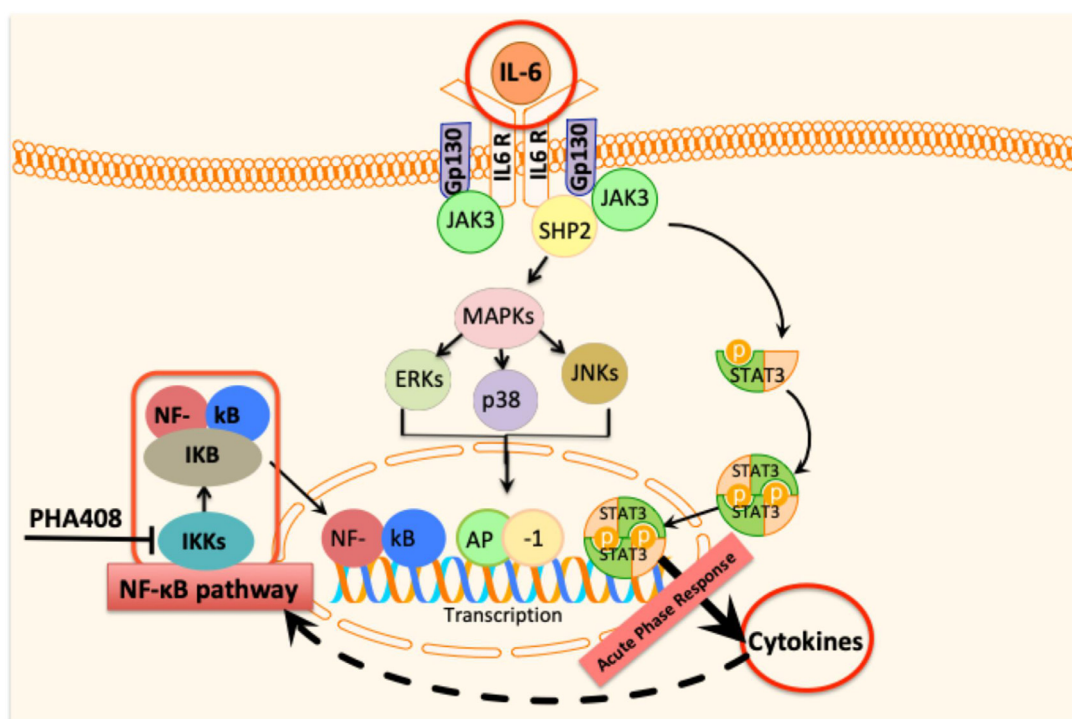 IL-6
Gp130
IL6 R
IL6 R
Gp130
JAK3
SHP2
JAK3
MAPKs
ERKs
p38
JNKs
p
STAT3
STAT3
p
p
STAT3
NF-
kB
IKB
PHA408
IKKs
NF-κB pathway
NF-
kB
AP
-1
STAT3
p
p
STAT3
Transcription
Acute Phase Response
Cytokines